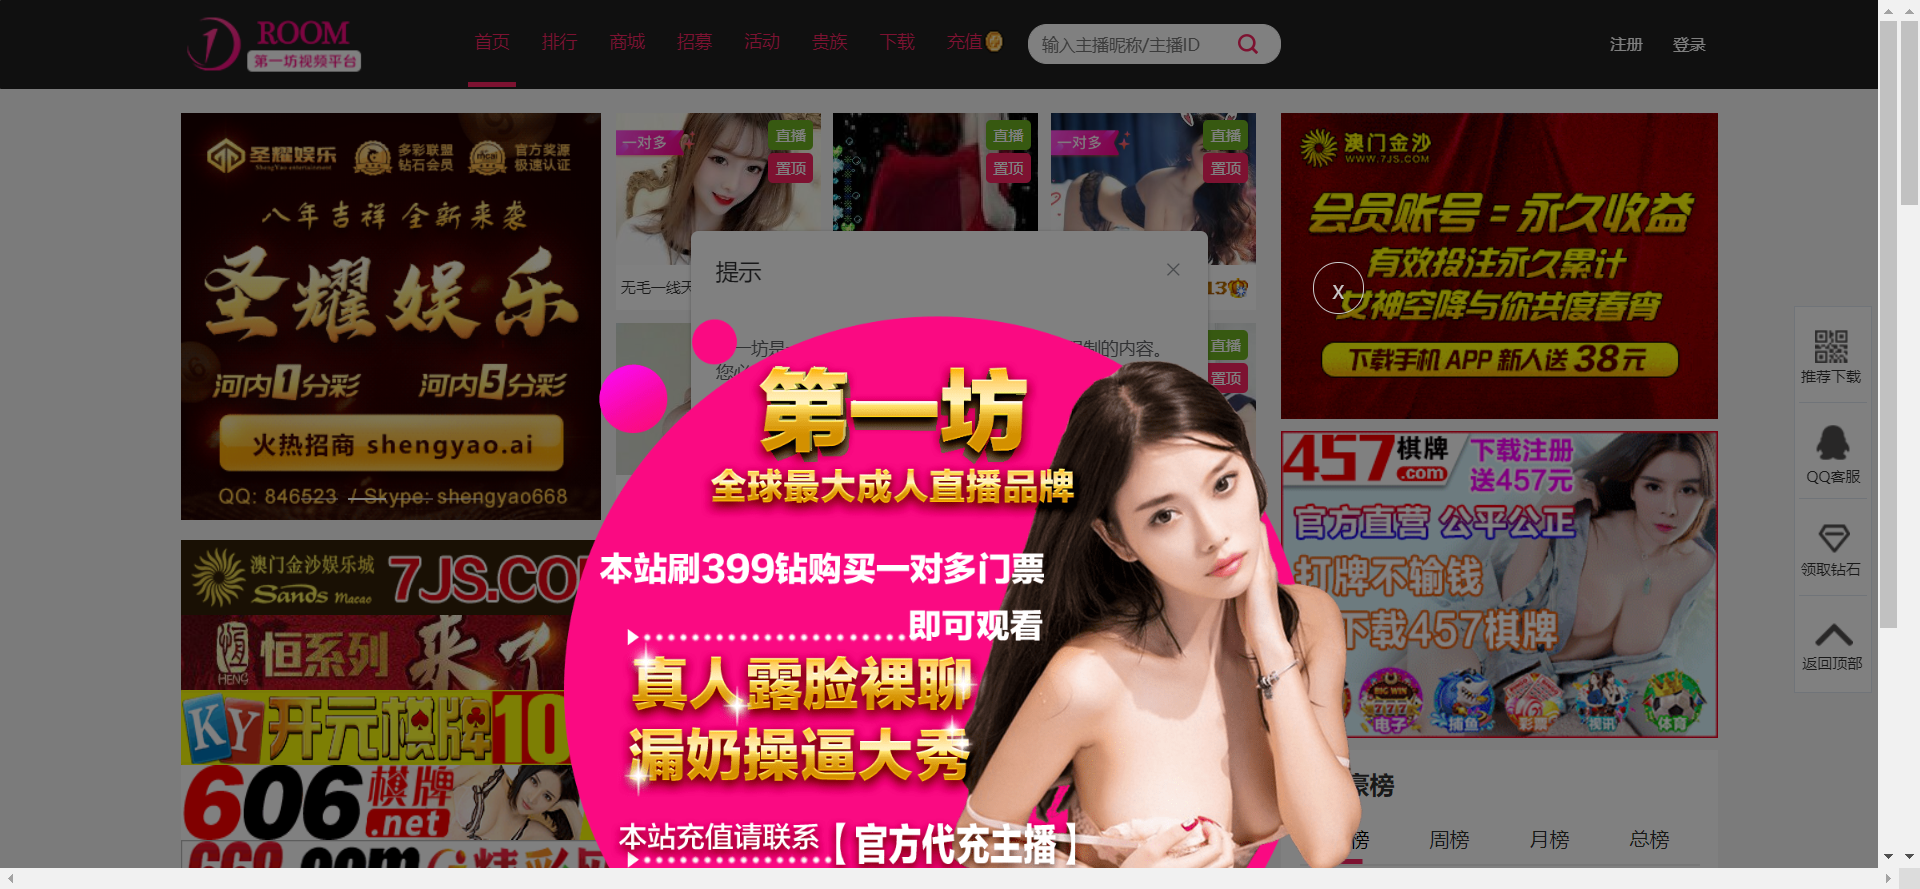 ROOM
第一坊视频平台
首页
排行
商城
招募
活动
贵族
下载
充值
输入主播昵称/主播ID
注册
登录
圣耀娱乐
ShengYao entertainment
多彩联盟
钻石会员
官方奖源
极速认证
八年吉祥 全新来袭
圣耀娱乐
河内1分彩
河内5分彩
火热招商 shengyao.ai
QQ: 846523 / Skype: shengyao668
一对多
直播
置顶
直播
置顶
一对多
直播
置顶
无毛一线天
13
直播
置顶
提示
一坊是
制的内容。
您必
第一坊
全球最大成人直播品牌
本站刷399钻购买一对多门票
即可观看
真人露脸裸聊
漏奶操逼大秀
本站充值请联系【官方代充主播】
澳门金沙
WWW.7JS.COM
会员账号=永久收益
有效投注永久累计
女神空降与你共度春宵
下载手机 APP 新人送 38元
X
457棋牌
.com
下载注册
送457元
官方直营 公平公正
打牌不输钱
下载457棋牌
BIG WIN
777
电子
捕鱼
彩票
视讯
体育
澳门金沙娱乐城
Sands Macao
7JS.CO
恒
HENG
恒系列
来了
KY
开元棋牌10
606棋牌
.net
豪榜
榜
周榜
月榜
总榜
推荐下载
QQ客服
领取钻石
返回顶部